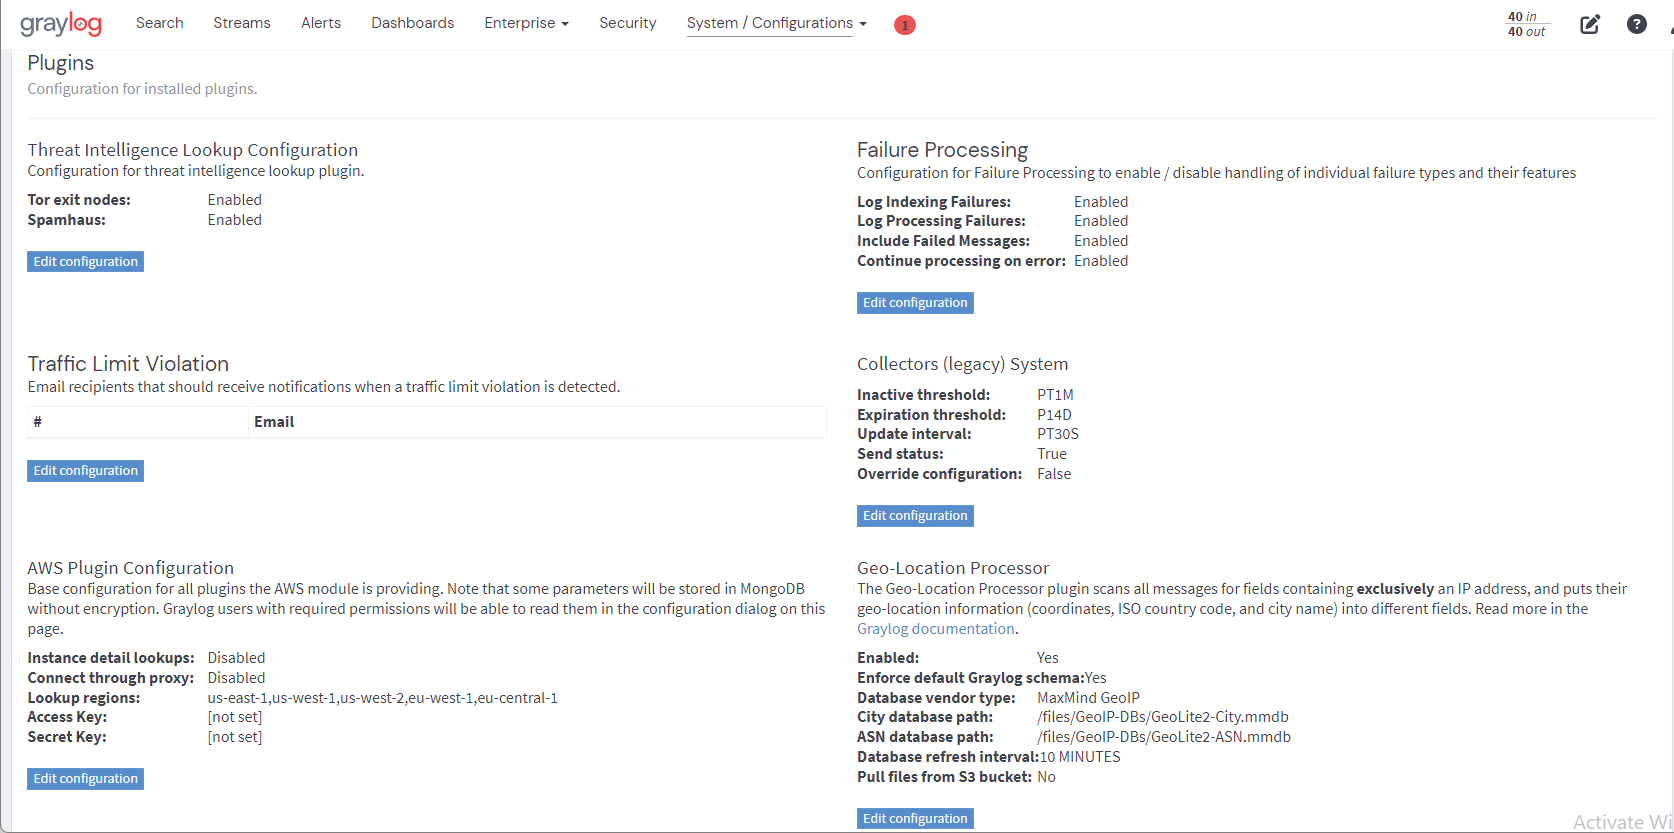 graylog
Search Streams Alerts Dashboards Enterprise Security System / Configurations 1 40 in
40 out
?
Plugins
Configuration for installed plugins.
Threat Intelligence Lookup Configuration
Configuration for threat intelligence lookup plugin.
Tor exit nodes: Enabled
Spamhaus: Enabled
Edit configuration
Failure Processing
Configuration for Failure Processing to enable / disable handling of individual failure types and their features
Log Indexing Failures: Enabled
Log Processing Failures: Enabled
Include Failed Messages: Enabled
Continue processing on error: Enabled
Edit configuration
Traffic Limit Violation
Email recipients that should receive notifications when a traffic limit violation is detected.
# Email
Edit configuration
Collectors (legacy) System
Inactive threshold: PT1M
Expiration threshold: P14D
Update interval: PT30S
Send status: True
Override configuration: False
Edit configuration
AWS Plugin Configuration
Base configuration for all plugins the AWS module is providing. Note that some parameters will be stored in MongoDB
without encryption. Graylog users with required permissions will be able to read them in the configuration dialog on this
page.
Instance detail lookups: Disabled
Connect through proxy: Disabled
Lookup regions: us-east-1,us-west-1,us-west-2,eu-west-1,eu-central-1
Access Key: [not set]
Secret Key: [not set]
Edit configuration
Geo-Location Processor
The Geo-Location Processor plugin scans all messages for fields containing exclusively an IP address, and puts their
geo-location information (coordinates, ISO country code, and city name) into different fields. Read more in the
Graylog documentation.
Enabled: Yes
Enforce default Graylog schema:Yes
Database vendor type: MaxMind GeoIP
City database path: /files/GeoIP-DBs/GeoLite2-City.mmdb
ASN database path: /files/GeoIP-DBs/GeoLite2-ASN.mmdb
Database refresh interval:10 MINUTES
Pull files from S3 bucket: No
Edit configuration
Activate Wi